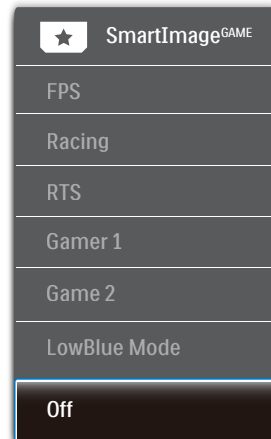 SmartImageGAME
FPS
Racing
RTS
Gamer 1
Game 2
LowBlue Mode
Off